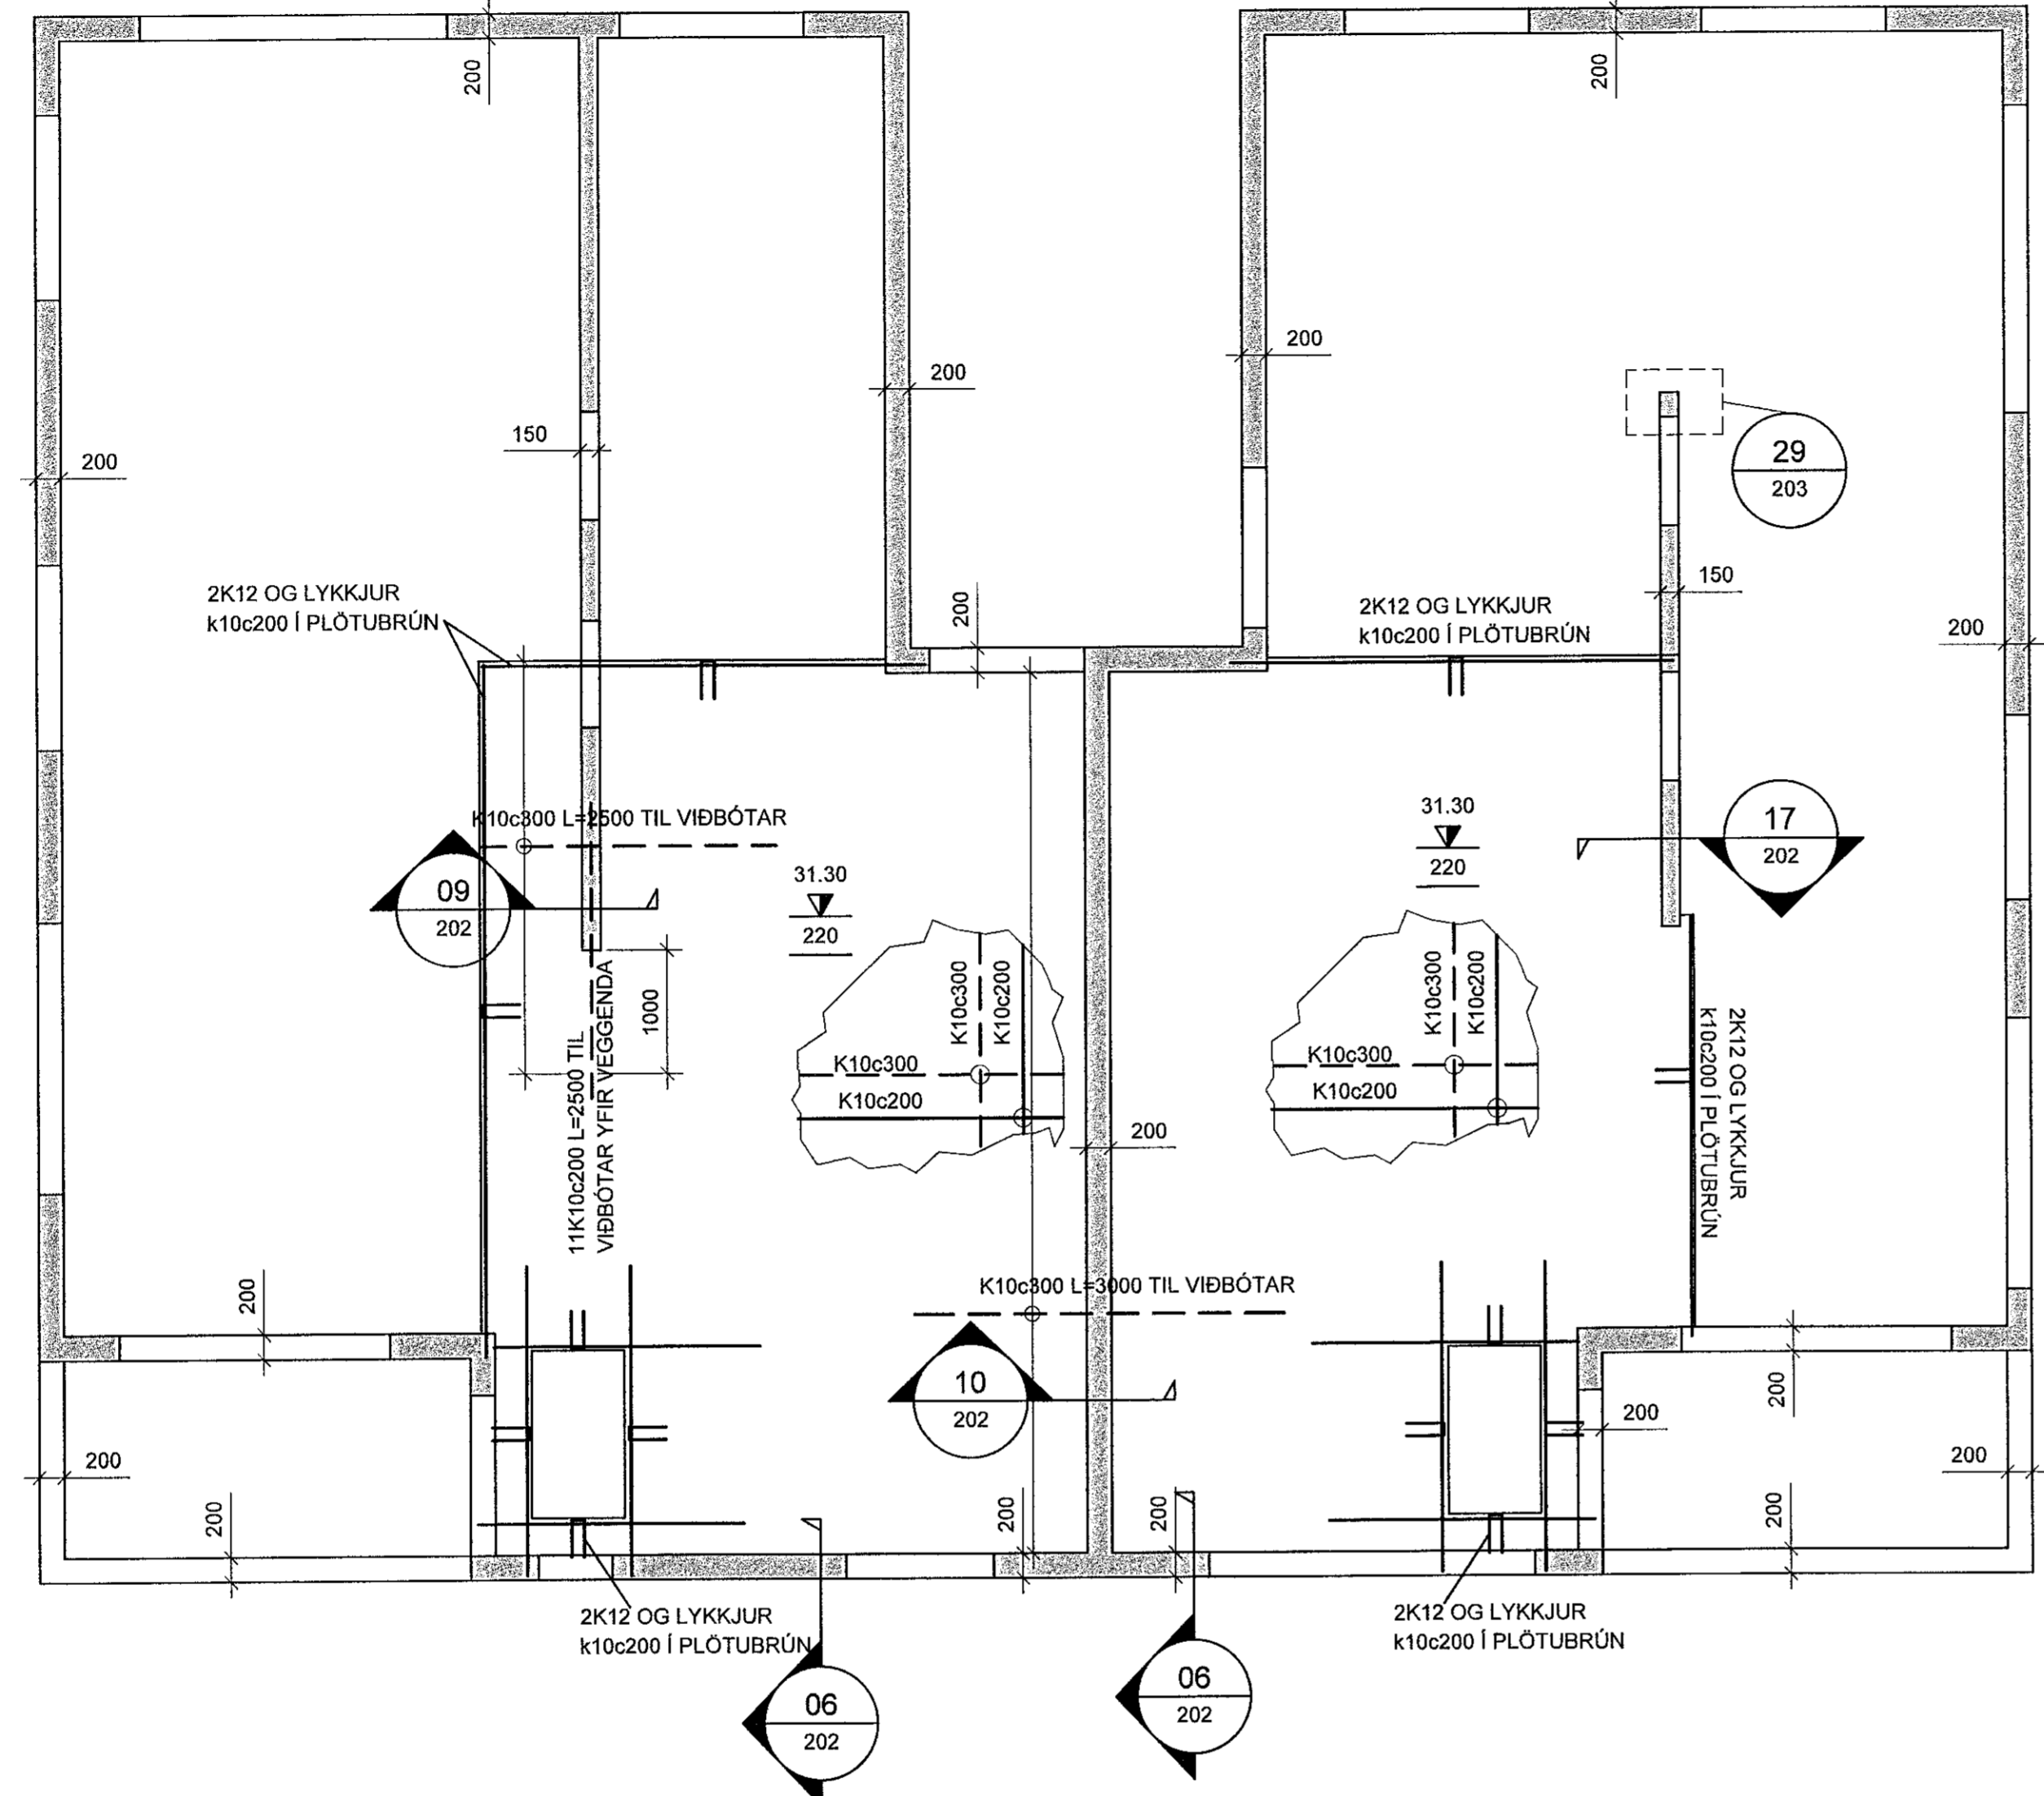 200
200
200
200
150
200
29
203
2K12 OG LYKKJUR
k10c200 Í PLÖTUBRÚN
200
2K12 OG LYKKJUR
k10c200 Í PLÖTUBRÚN
150
200
K10c300 L=2500 TIL VIÐBÓTAR
09
202
31.30
220
31.30
220
17
202
11K10c200 L=2500 TIL
VIÐBÓTAR YFIR VEGGENDA
1000
K10c300
K10c200
K10c300
K10c200
K10c300
K10c200
K10c300
K10c200
2K12 OG LYKKJUR
k10c200 Í PLÖTUBRÚN
200
200
K10c300 L=3000 TIL VIÐBÓTAR
10
202
200
200
200
200
200
200
200
200
2K12 OG LYKKJUR
k10c200 Í PLÖTUBRÚN
2K12 OG LYKKJUR
k10c200 Í PLÖTUBRÚN
06
202
06
202